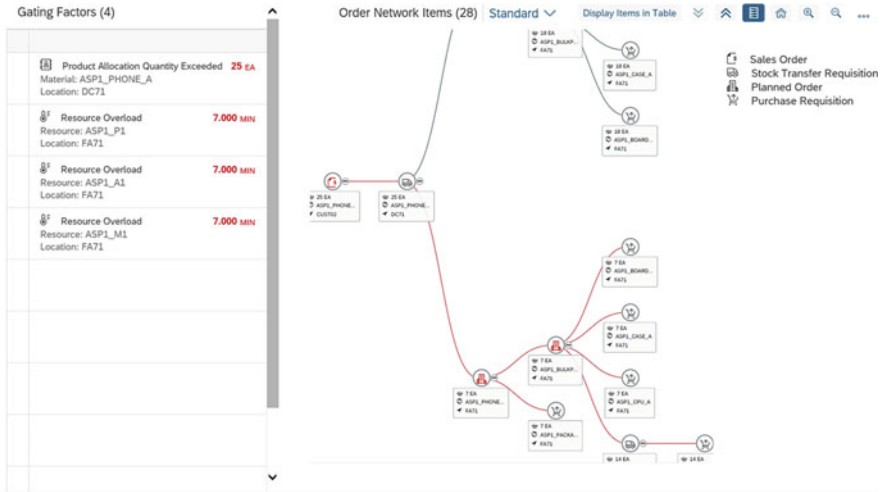 Gating Factors (4)
Product Allocation Quantity Exceeded 25 EA
Material: ASP1_PHONE_A
Location: DC71
Resource Overload 7.000 MIN
Resource: ASP1_P1
Location: FA71
Resource Overload 7.000 MIN
Resource: ASP1_A1
Location: FA71
Resource Overload 7.000 MIN
Resource: ASP1_M1
Location: FA71
Order Network Items (28) Standard Display Items in Table
Sales Order
Stock Transfer Requisition
Planned Order
Purchase Requisition
18 EA
ASP1_BULKP...
FA71
18 EA
ASP1_CASE_A
FA71
18 EA
ASP1_BOARD...
FA71
25 EA
ASP1_PHONE...
CUST02
25 EA
ASP1_PHONE...
DC71
7 EA
ASP1_BOARD...
FA71
7 EA
ASP1_CASE_A
FA71
7 EA
ASP1_BULKP...
FA71
7 EA
ASP1_CPU_A
FA71
7 EA
ASP1_PHONE...
FA71
7 EA
ASP1_PACKA...
FA71
14 EA
14 EA